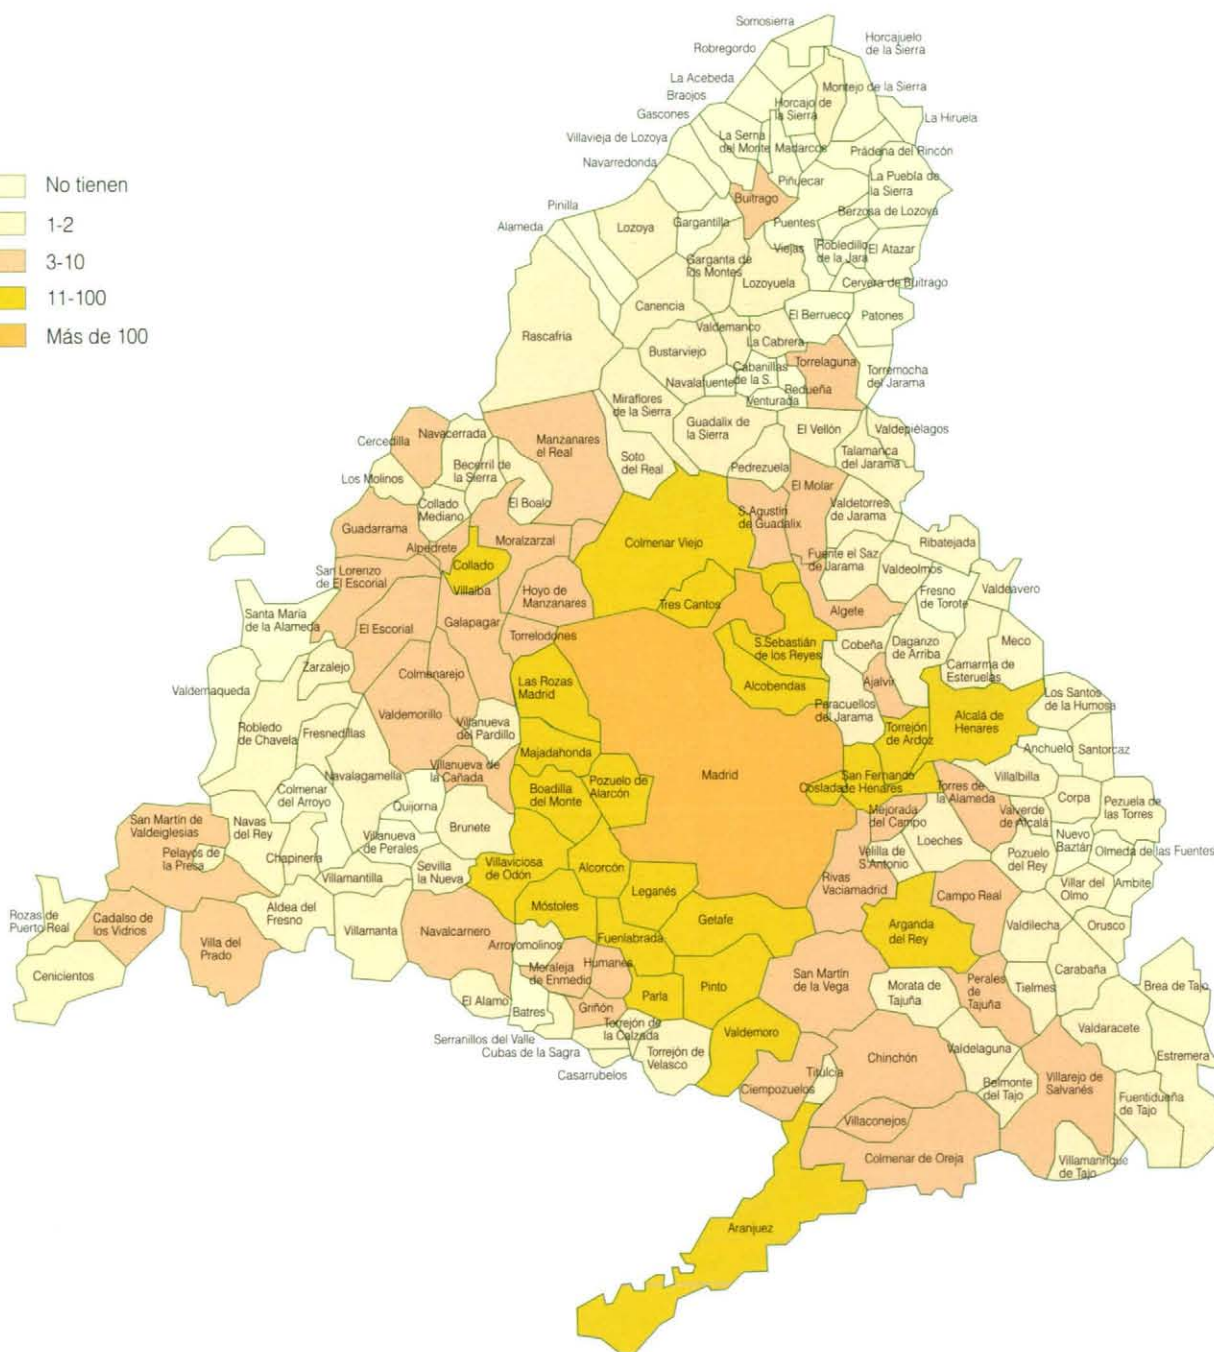 Somosierra
Horcajuelo
de la Sierra
Robregordo
La Acebeda
Montejo de la Sierra
Braojos
Horcajo de
la Sierra
Gascones
La Hiruela
Villavieja de Lozoya
La Serna
del Monte
Madarcos
Prádena del Rincón
Navarredonda
No tienen
1-2
3-10
11-100
Más de 100
Piñuecar
La Puebla de
la Sierra
Buitrago
Berzosa de Lozoya
Pinilla
Alameda
Lozoya
Gargantilla
Puentes
Viejas
Robledillo
de la Jara
El Atazar
Garganta de
los Montes
Lozoyuela
Cervera de Buitrago
Canencia
El Berrueco
Patones
Rascafría
Valdemanco
La Cabrera
Bustarviejo
Cabanillas
de la S.
Torrelaguna
Torremocha
del Jarama
Navalafuente
Redueña
Venturada
Miraflores
de la Sierra
Guadalix de
la Sierra
El Vellón
Valdepiélagos
Cercedilla
Navacerrada
Manzanares
el Real
Talamanca
del Jarama
Becerril de
la Sierra
Soto
del Real
Pedrezuela
Los Molinos
El Molar
Collado
Mediano
El Boalo
Valdetorres
de Jarama
S.Agustín
de Guadalix
Guadarrama
Moralzarzal
Colmenar Viejo
Ribatejada
Alpedrete
Fuente el Saz
de Jarama
Collado
Villalba
Valdeolmos
San Lorenzo
de El Escorial
Hoyo de
Manzanares
Fresno
de Torote
Valdeavero
Tres Cantos
Algete
Santa María
de la Alameda
El Escorial
Galapagar
Torrelodones
S.Sebastián
de los Reyes
Cobeña
Daganzo
de Arriba
Meco
Zarzalejo
Colmenarejo
Camarma de
Esteruelas
Valdemaqueda
Las Rozas
Madrid
Alcobendas
Ajalvir
Los Santos
de la Humosa
Valdemorillo
Paracuellos
del Jarama
Alcalá de
Henares
Robledo
de Chavela
Fresnedillas
Villanueva
del Pardillo
Torrejón
de Ardoz
Majadahonda
Anchuelo
Santorcaz
Villanueva de
la Cañada
Navalagamella
Madrid
San Fernando
de Henares
Villalbilla
Colmenar
del Arroyo
Boadilla
del Monte
Pozuelo de
Alarcón
Coslada
Torres de
la Alameda
Corpa
Pezuela de
las Torres
Quijorna
Mejorada
del Campo
Valverde
de Alcalá
San Martín de
Valdeiglesias
Navas
del Rey
Brunete
Villanueva
de Perales
Loeches
Nuevo
Baztán
Pelayos de
la Presa
Chapinería
Velilla de
S.Antonio
Pozuelo
del Rey
Olmeda de las Fuentes
Villaviciosa
de Odón
Sevilla
la Nueva
Alcorcón
Villamantilla
Rivas
Vaciamadrid
Villar del
Olmo
Ambite
Leganés
Campo Real
Móstoles
Aldea del
Fresno
Rozas de
Puerto Real
Cadalso de
los Vidrios
Getafe
Arganda
del Rey
Valdilecha
Orusco
Villamanta
Navalcarnero
Fuenlabrada
Villa del
Prado
Arroyomolinos
Cenicientos
Humanes
Moraleja
de Enmedio
San Martín
de la Vega
Carabaña
Perales
de
Tajuña
Tielmes
Brea de Tajo
Pinto
Morata de
Tajuña
Parla
El Alamo
Griñón
Batres
Torrejón de
la Calzada
Valdemoro
Valdaracete
Serranillos del Valle
Cubas de la Sagra
Torrejón de
Velasco
Chinchón
Valdelaguna
Estremera
Casarrubelos
Titulcia
Ciempozuelos
Belmonte
del Tajo
Villarejo de
Salvanés
Fuentidueña
de Tajo
Villaconejos
Colmenar de Oreja
Villamanrique
de Tajo
Aranjuez